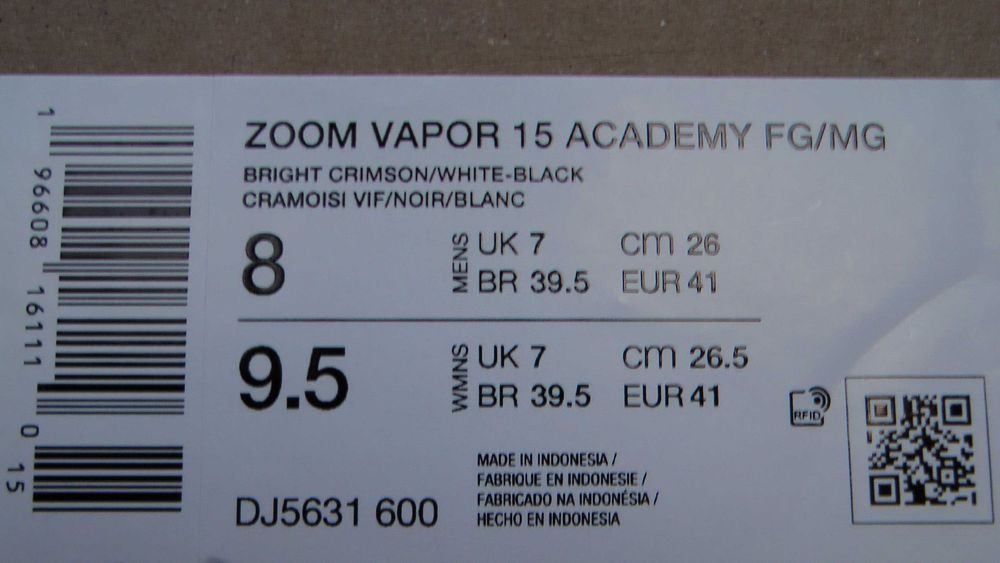 ZOOM VAPOR 15 ACADEMY FG/MG
BRIGHT CRIMSON/WHITE-BLACK
CRAMOISI VIF/NOIR/BLANC
8 MENS UK 7 cm 26
BR 39.5 EUR 41
9.5 WMNS UK 7 cm 26.5
BR 39.5 EUR 41
RFID
MADE IN INDONESIA /
FABRIQUE EN INDONESIE /
FABRICADO NA INDONÉSIA /
HECHO EN INDONESIA
DJ5631 600
1 96608 16111 0 15